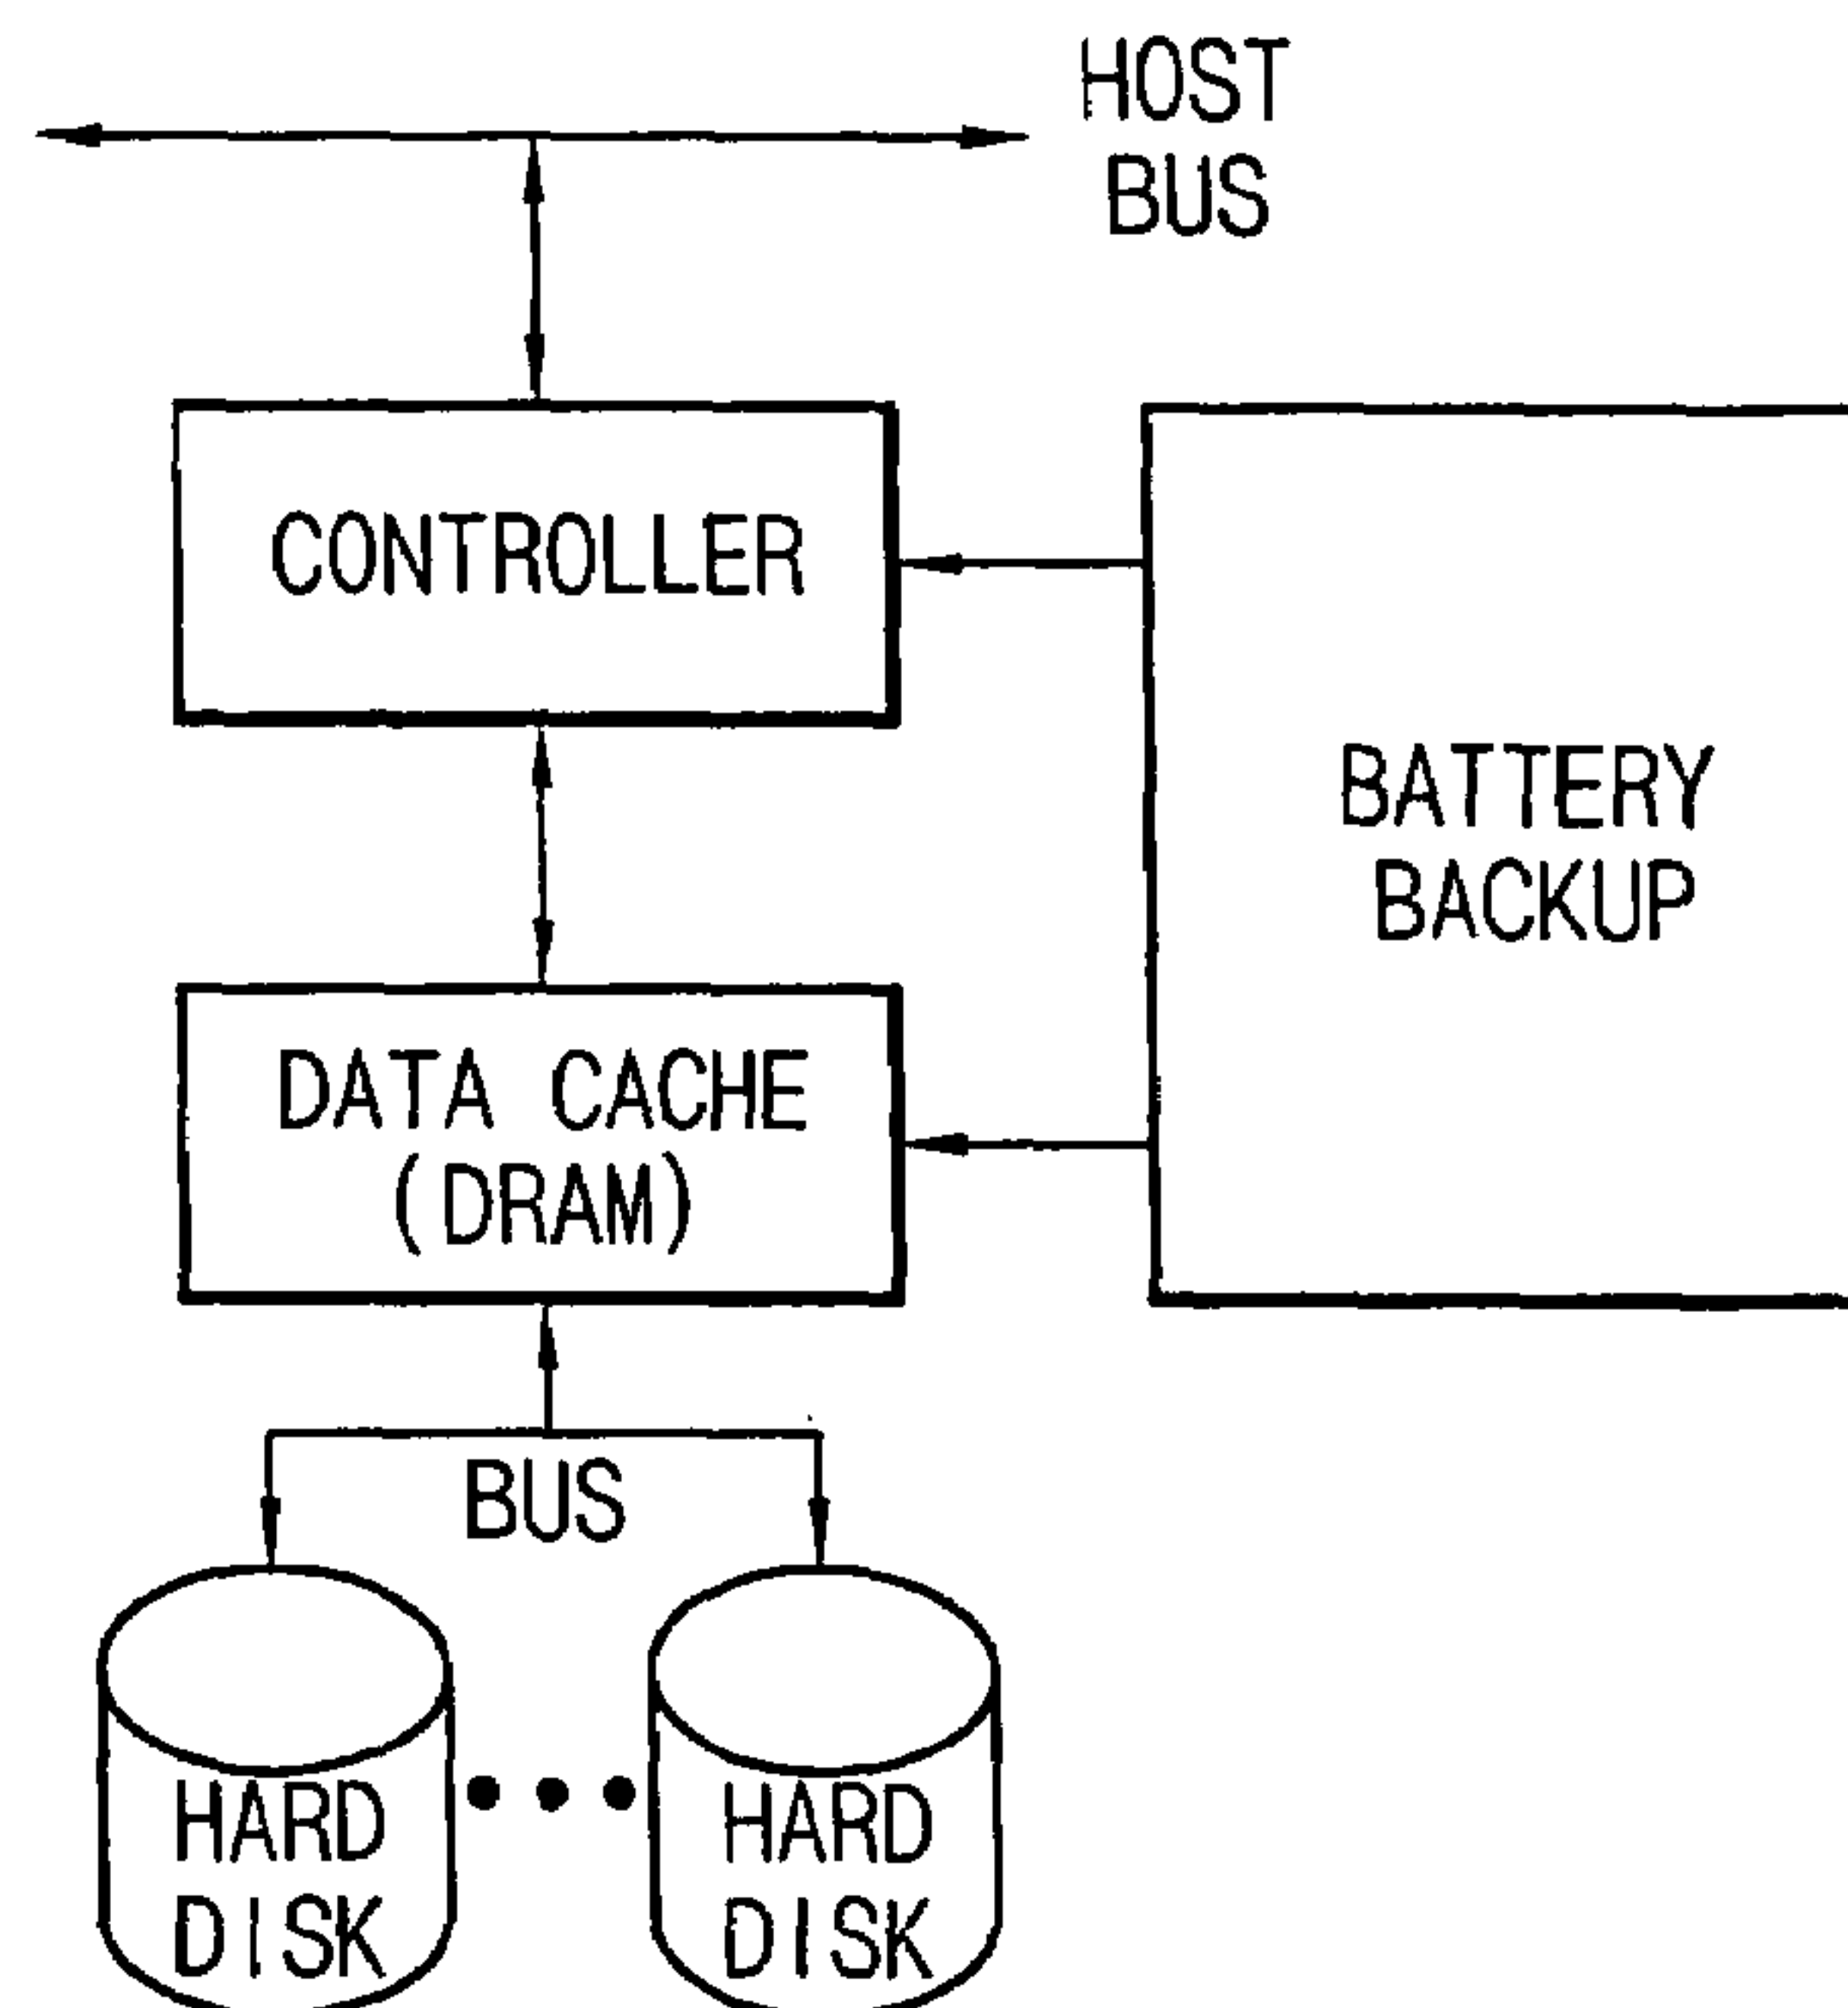 HOST
BUS
CONTROLLER
BATTERY
BACKUP
DATA CACHE
(DRAM)
BUS
HARD
DISK
HARD
DISK